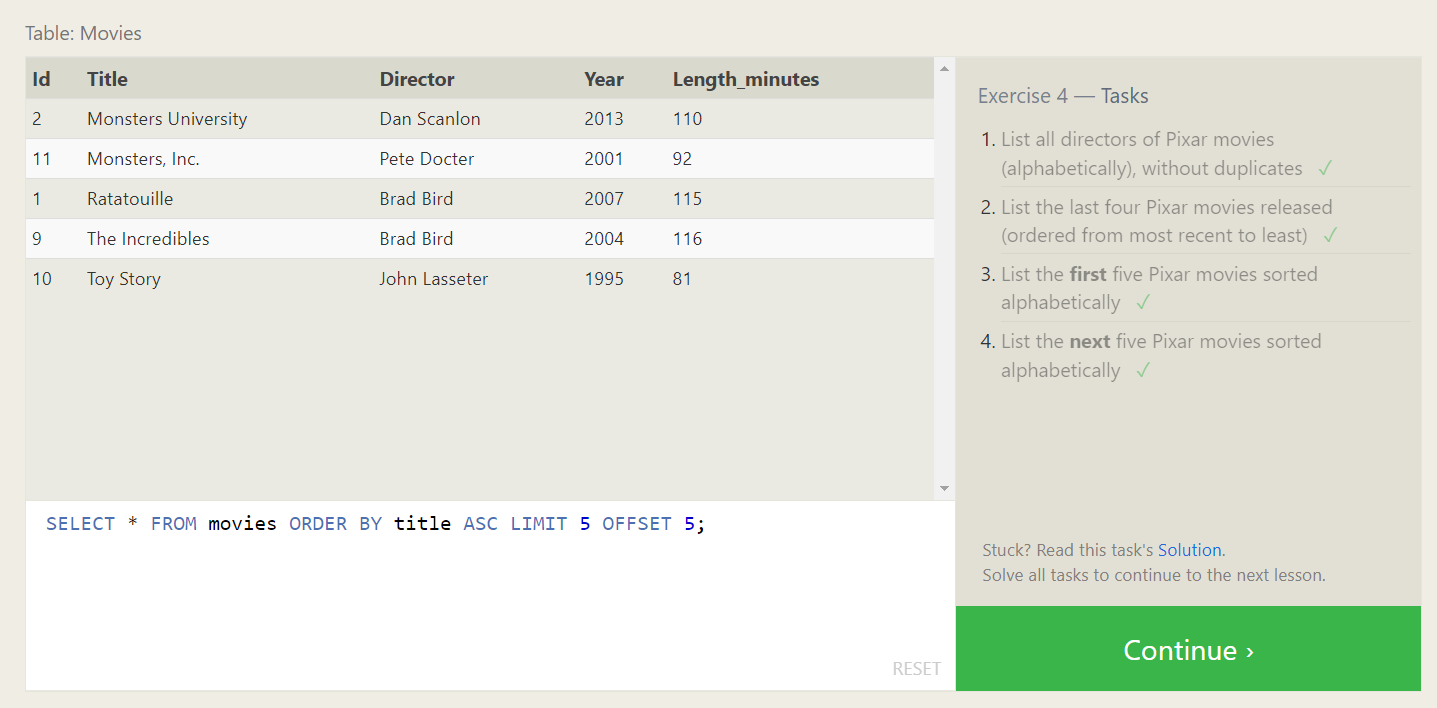 Table: Movies
Id Title Director Year Length_minutes
2 Monsters University Dan Scanlon 2013 110
11 Monsters, Inc. Pete Docter 2001 92
1 Ratatouille Brad Bird 2007 115
9 The Incredibles Brad Bird 2004 116
10 Toy Story John Lasseter 1995 81
SELECT * FROM movies ORDER BY title ASC LIMIT 5 OFFSET 5;
RESET
Exercise 4 — Tasks
1. List all directors of Pixar movies
(alphabetically), without duplicates ✓
2. List the last four Pixar movies released
(ordered from most recent to least) ✓
3. List the first five Pixar movies sorted
alphabetically ✓
4. List the next five Pixar movies sorted
alphabetically ✓
Stuck? Read this task's Solution.
Solve all tasks to continue to the next lesson.
Continue ›